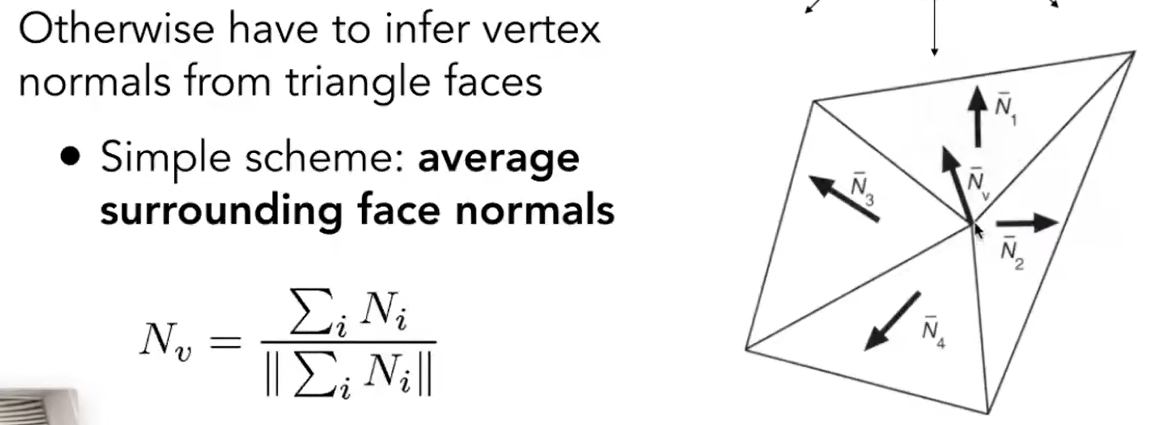 Otherwise have to infer vertex
normals from triangle faces
• Simple scheme: average
surrounding face normals
N_v = ∑_i N_i / ‖ ∑_i N_i ‖
N̄_1
N̄_3
N̄_v
N̄_2
N̄_4